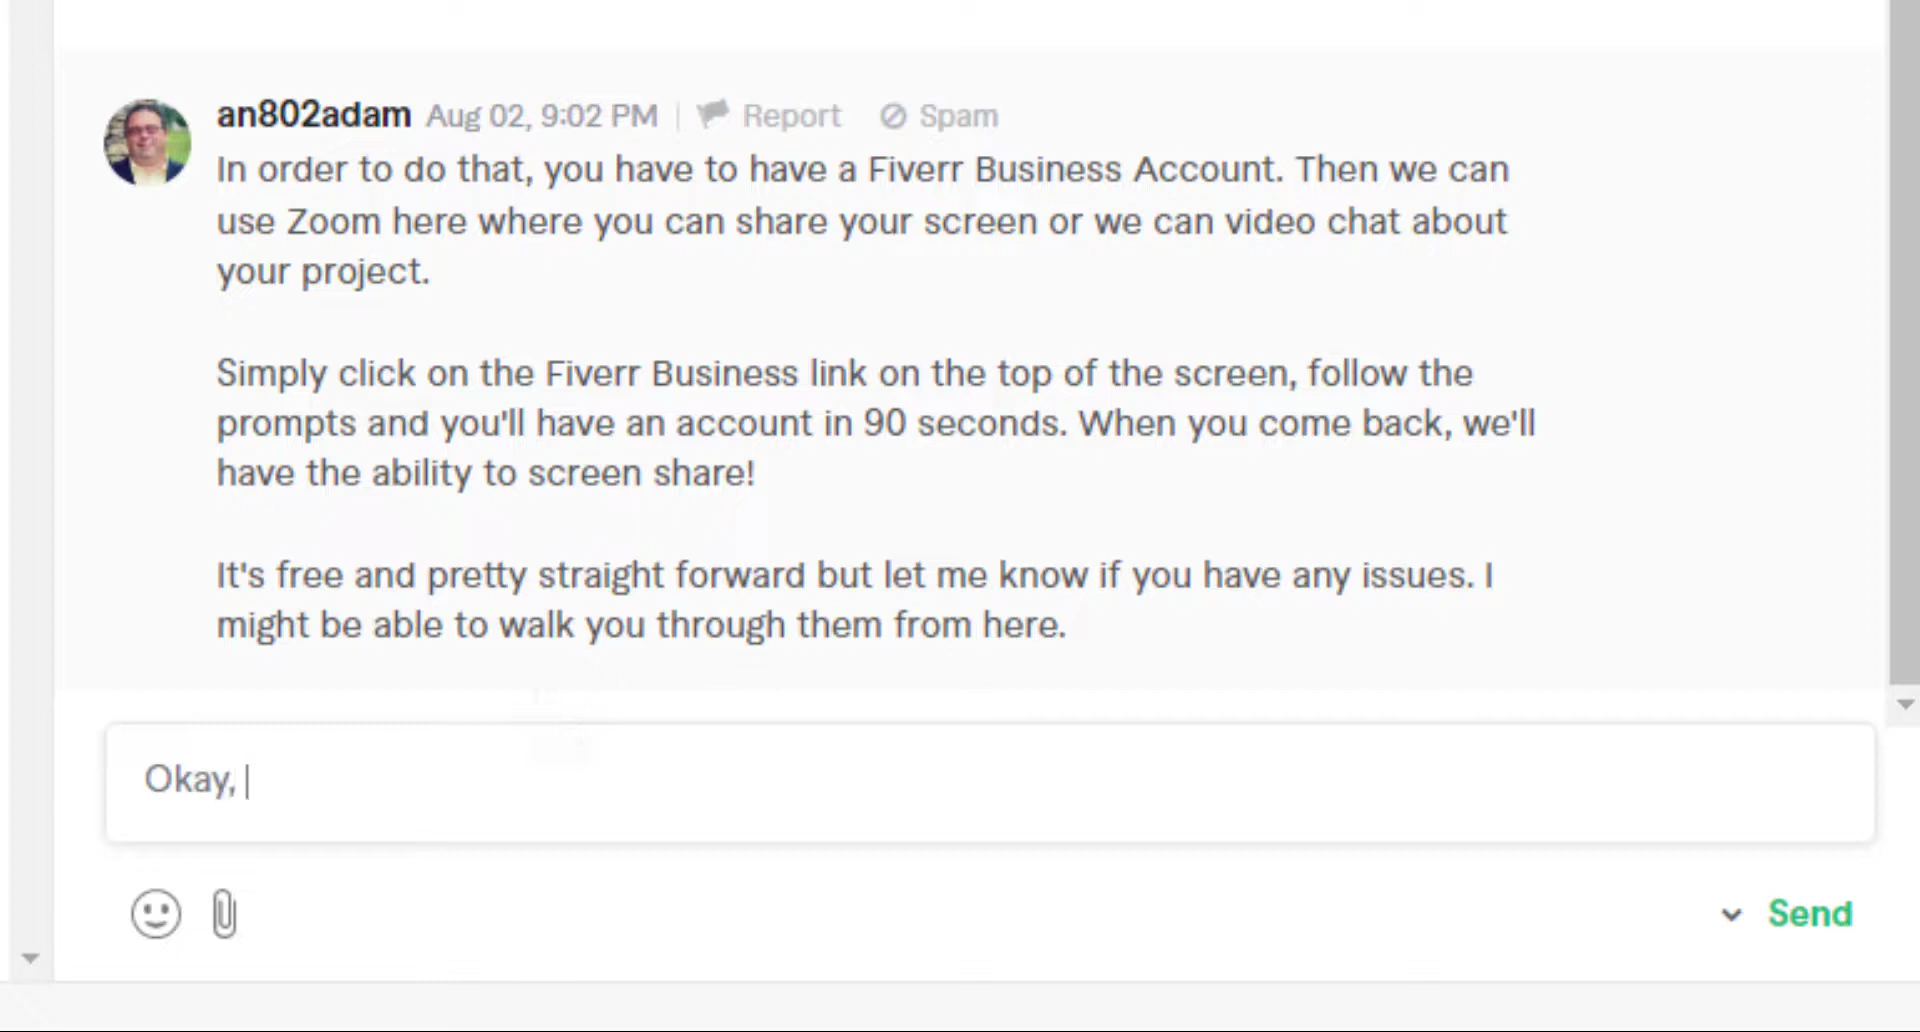 an802adam Aug 02, 9:02 PM | Report Spam
In order to do that, you have to have a Fiverr Business Account. Then we can
use Zoom here where you can share your screen or we can video chat about
your project.
Simply click on the Fiverr Business link on the top of the screen, follow the
prompts and you'll have an account in 90 seconds. When you come back, we'll
have the ability to screen share!
It's free and pretty straight forward but let me know if you have any issues. I
might be able to walk you through them from here.
Okay,
Send